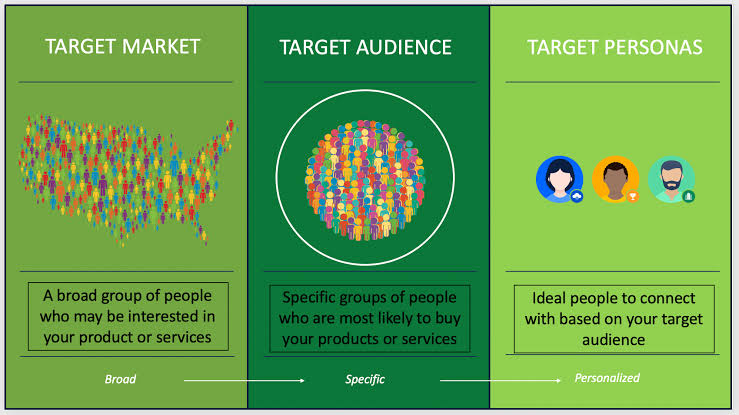 TARGET MARKET
A broad group of people
who may be interested in
your product or services
TARGET AUDIENCE
Specific groups of people
who are most likely to buy
your products or services
TARGET PERSONAS
Ideal people to connect
with based on your target
audience
Broad
Specific
Personalized